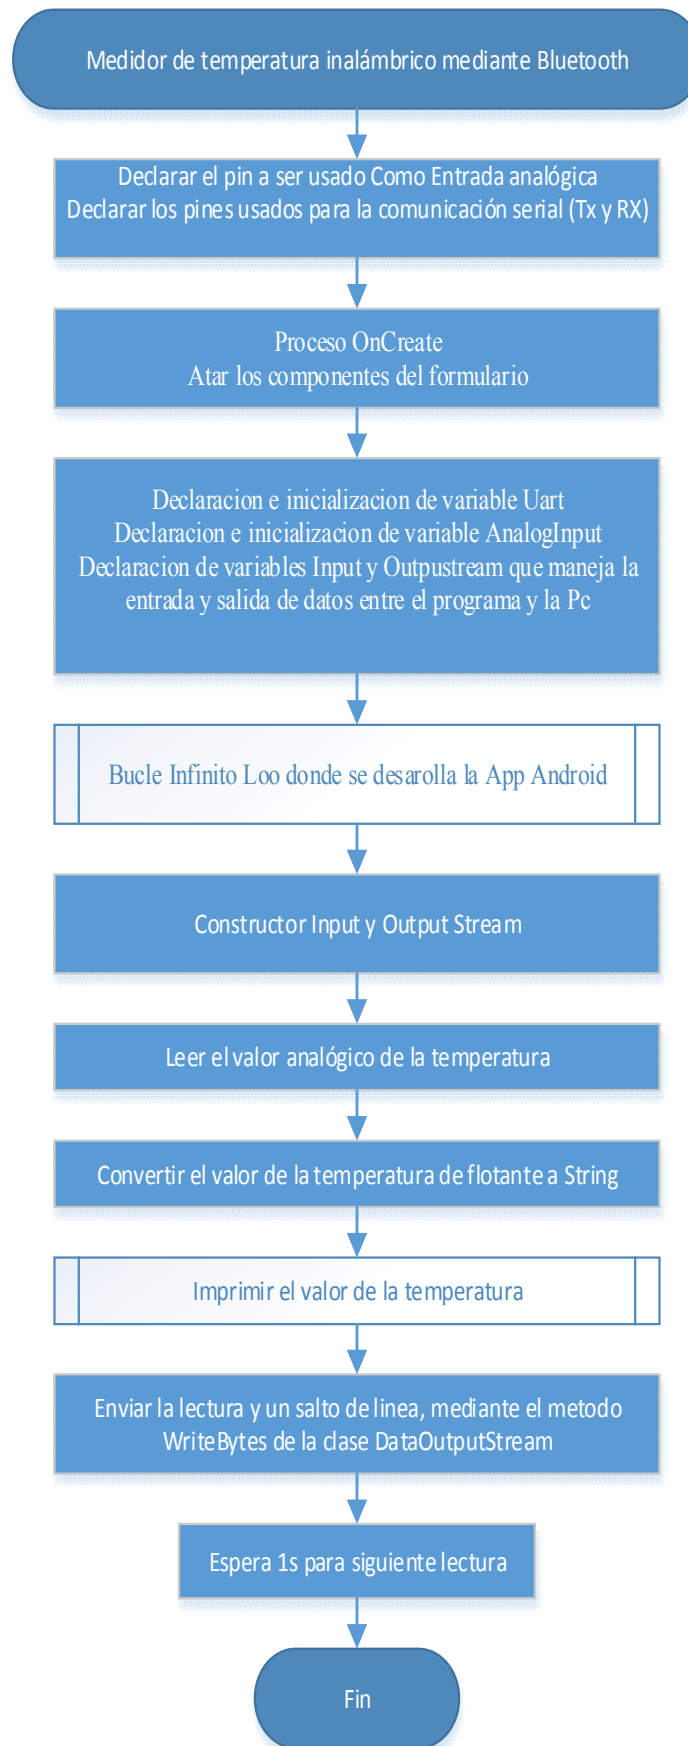 Medidor de temperatura inalámbrico mediante Bluetooth
Declarar el pin a ser usado Como Entrada analógica
Declarar los pines usados para la comunicación serial (Tx y RX)
Proceso OnCreate
Atar los componentes del formulario
Declaracion e inicializacion de variable Uart
Declaracion e inicializacion de variable AnalogInput
Declaracion de variables Input y Outpustream que maneja la
entrada y salida de datos entre el programa y la Pc
Bucle Infinito Loo donde se desarolla la App Android
Constructor Input y Output Stream
Leer el valor analógico de la temperatura
Convertir el valor de la temperatura de flotante a String
Imprimir el valor de la temperatura
Enviar la lectura y un salto de linea, mediante el metodo
WriteBytes de la clase DataOutputStream
Espera 1s para siguiente lectura
Fin